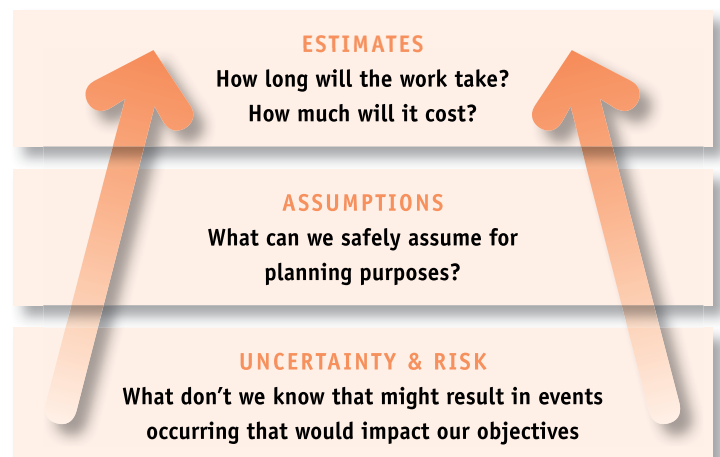 ESTIMATES
How long will the work take?
How much will it cost?
ASSUMPTIONS
What can we safely assume for
planning purposes?
UNCERTAINTY & RISK
What don’t we know that might result in events
occurring that would impact our objectives